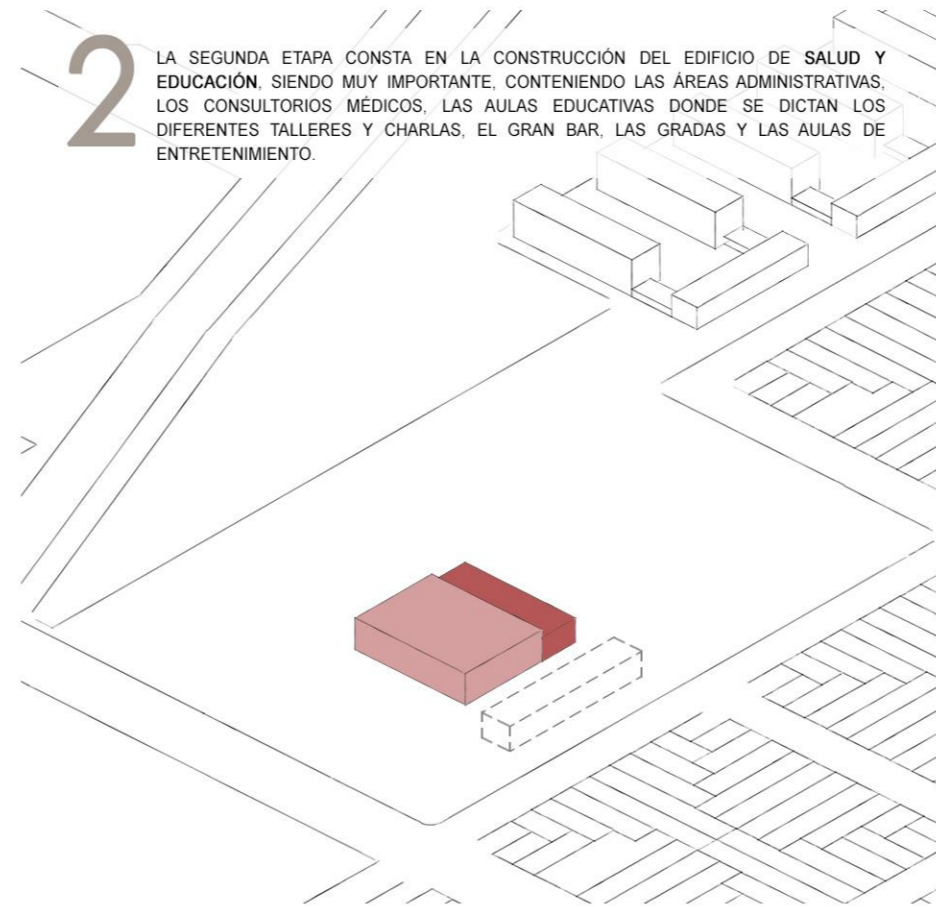 2
LA SEGUNDA ETAPA CONSTA EN LA CONSTRUCCIÓN DEL EDIFICIO DE SALUD Y
EDUCACIÓN, SIENDO MUY IMPORTANTE, CONTENIENDO LAS ÁREAS ADMINISTRATIVAS,
LOS CONSULTORIOS MÉDICOS, LAS AULAS EDUCATIVAS DONDE SE DICTAN LOS
DIFERENTES TALLERES Y CHARLAS, EL GRAN BAR, LAS GRADAS Y LAS AULAS DE
ENTRETENIMIENTO.